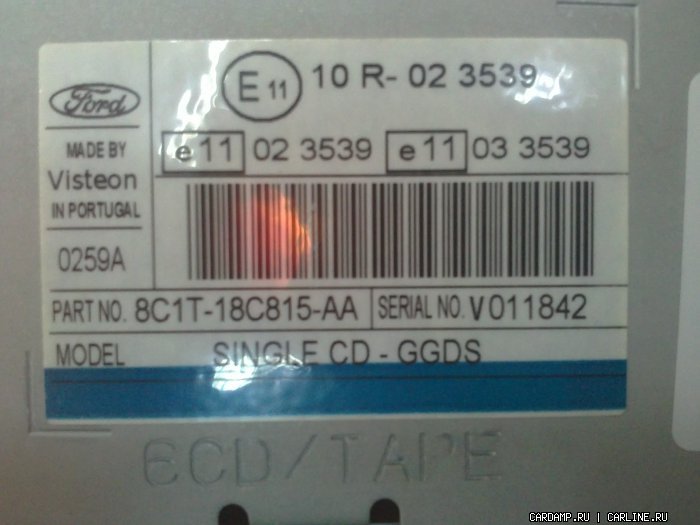 Ford
E 11 10 R- 02 3539
MADE BY
Visteon
IN PORTUGAL
e 11 02 3539 e 11 03 3539
0259A
PART NO. 8C1T-18C815-AA SERIAL NO. V011842
MODEL SINGLE CD - GGDS
6CD/TAPE
CARDAMP.RU | CARLINE.RU